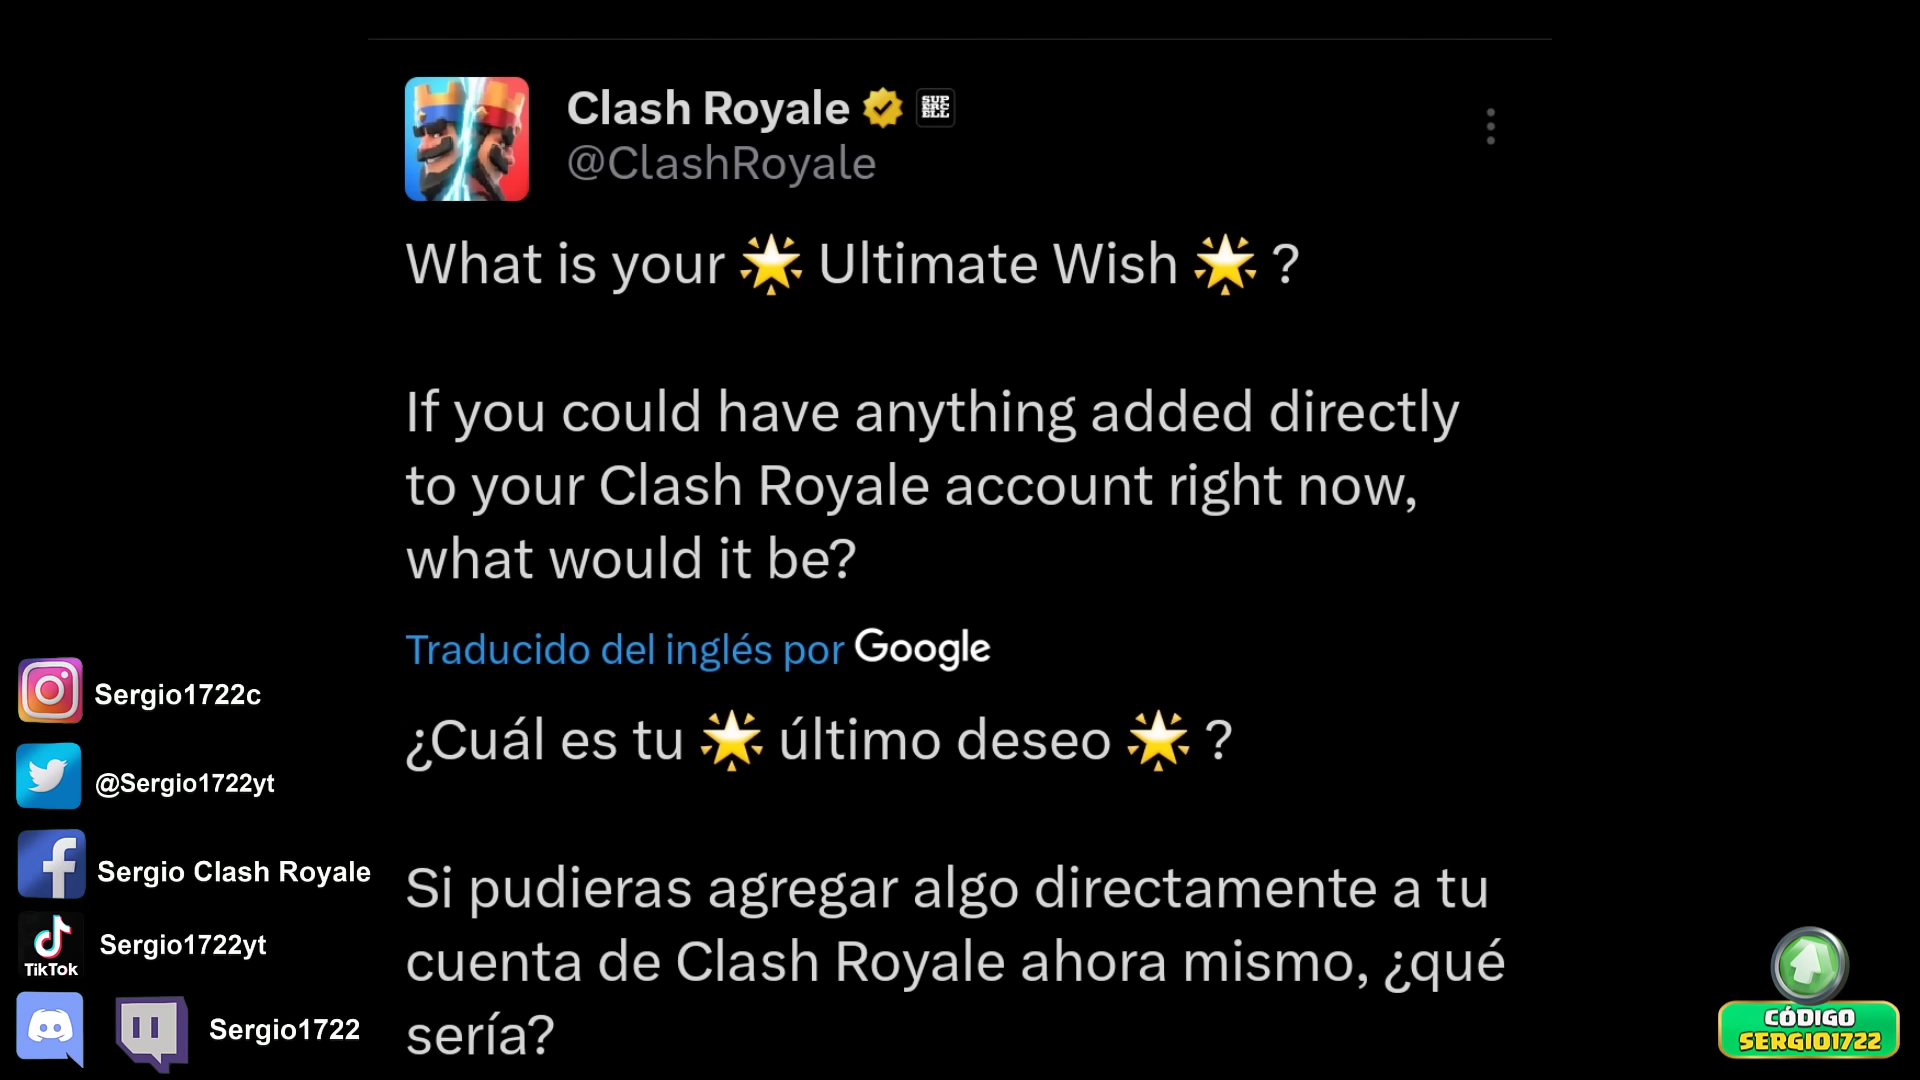 Clash Royale
SUPERCELL
@ClashRoyale
What is your 🌟 Ultimate Wish 🌟 ?
If you could have anything added directly
to your Clash Royale account right now,
what would it be?
Traducido del inglés por Google
¿Cuál es tu 🌟 último deseo 🌟 ?
Si pudieras agregar algo directamente a tu
cuenta de Clash Royale ahora mismo, ¿qué
sería?
Sergio1722c
@Sergio1722yt
Sergio Clash Royale
TikTok
Sergio1722yt
Sergio1722
CÓDIGO
SERGIO1722